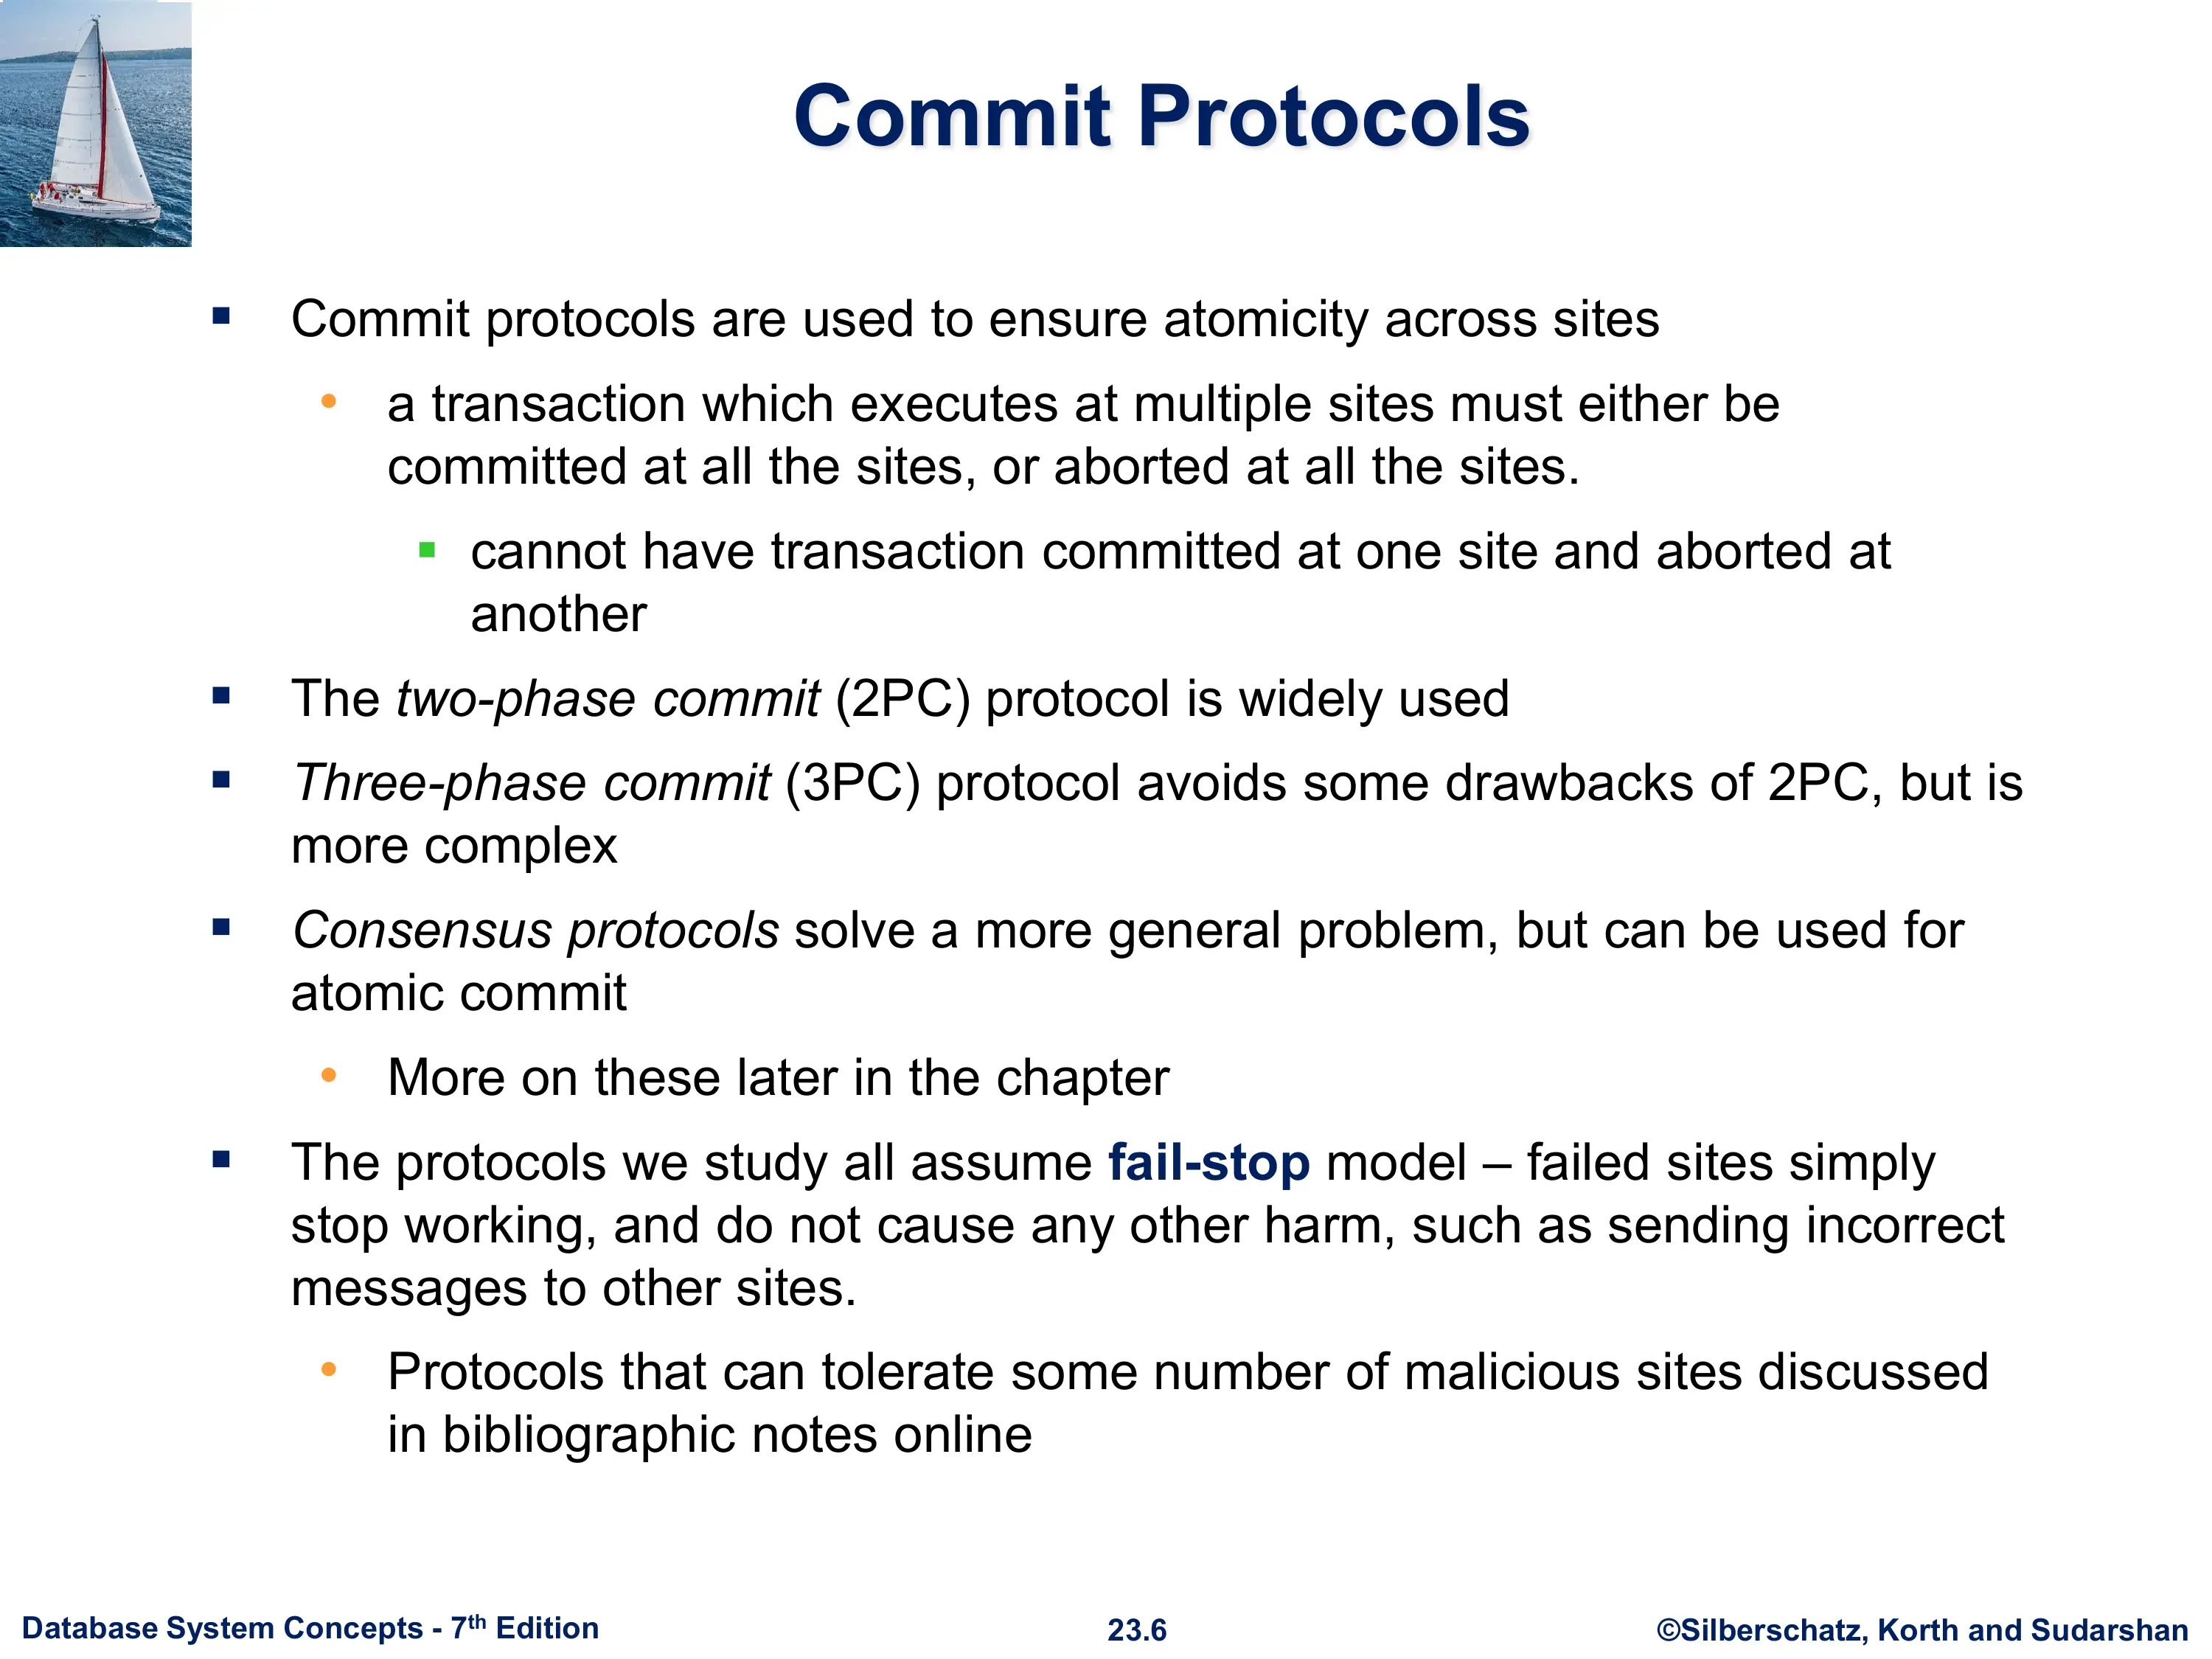 Commit Protocols
▪ Commit protocols are used to ensure atomicity across sites
• a transaction which executes at multiple sites must either be
committed at all the sites, or aborted at all the sites.
▪ cannot have transaction committed at one site and aborted at
another
▪ The two-phase commit (2PC) protocol is widely used
▪ Three-phase commit (3PC) protocol avoids some drawbacks of 2PC, but is
more complex
▪ Consensus protocols solve a more general problem, but can be used for
atomic commit
• More on these later in the chapter
▪ The protocols we study all assume fail-stop model – failed sites simply
stop working, and do not cause any other harm, such as sending incorrect
messages to other sites.
• Protocols that can tolerate some number of malicious sites discussed
in bibliographic notes online
Database System Concepts - 7th Edition
23.6
©Silberschatz, Korth and Sudarshan